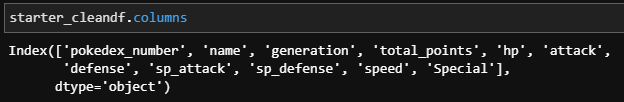 starter_cleandf.columns
Index(['pokedex_number', 'name', 'generation', 'total_points', 'hp', 'attack',
'defense', 'sp_attack', 'sp_defense', 'speed', 'Special'],
dtype='object')